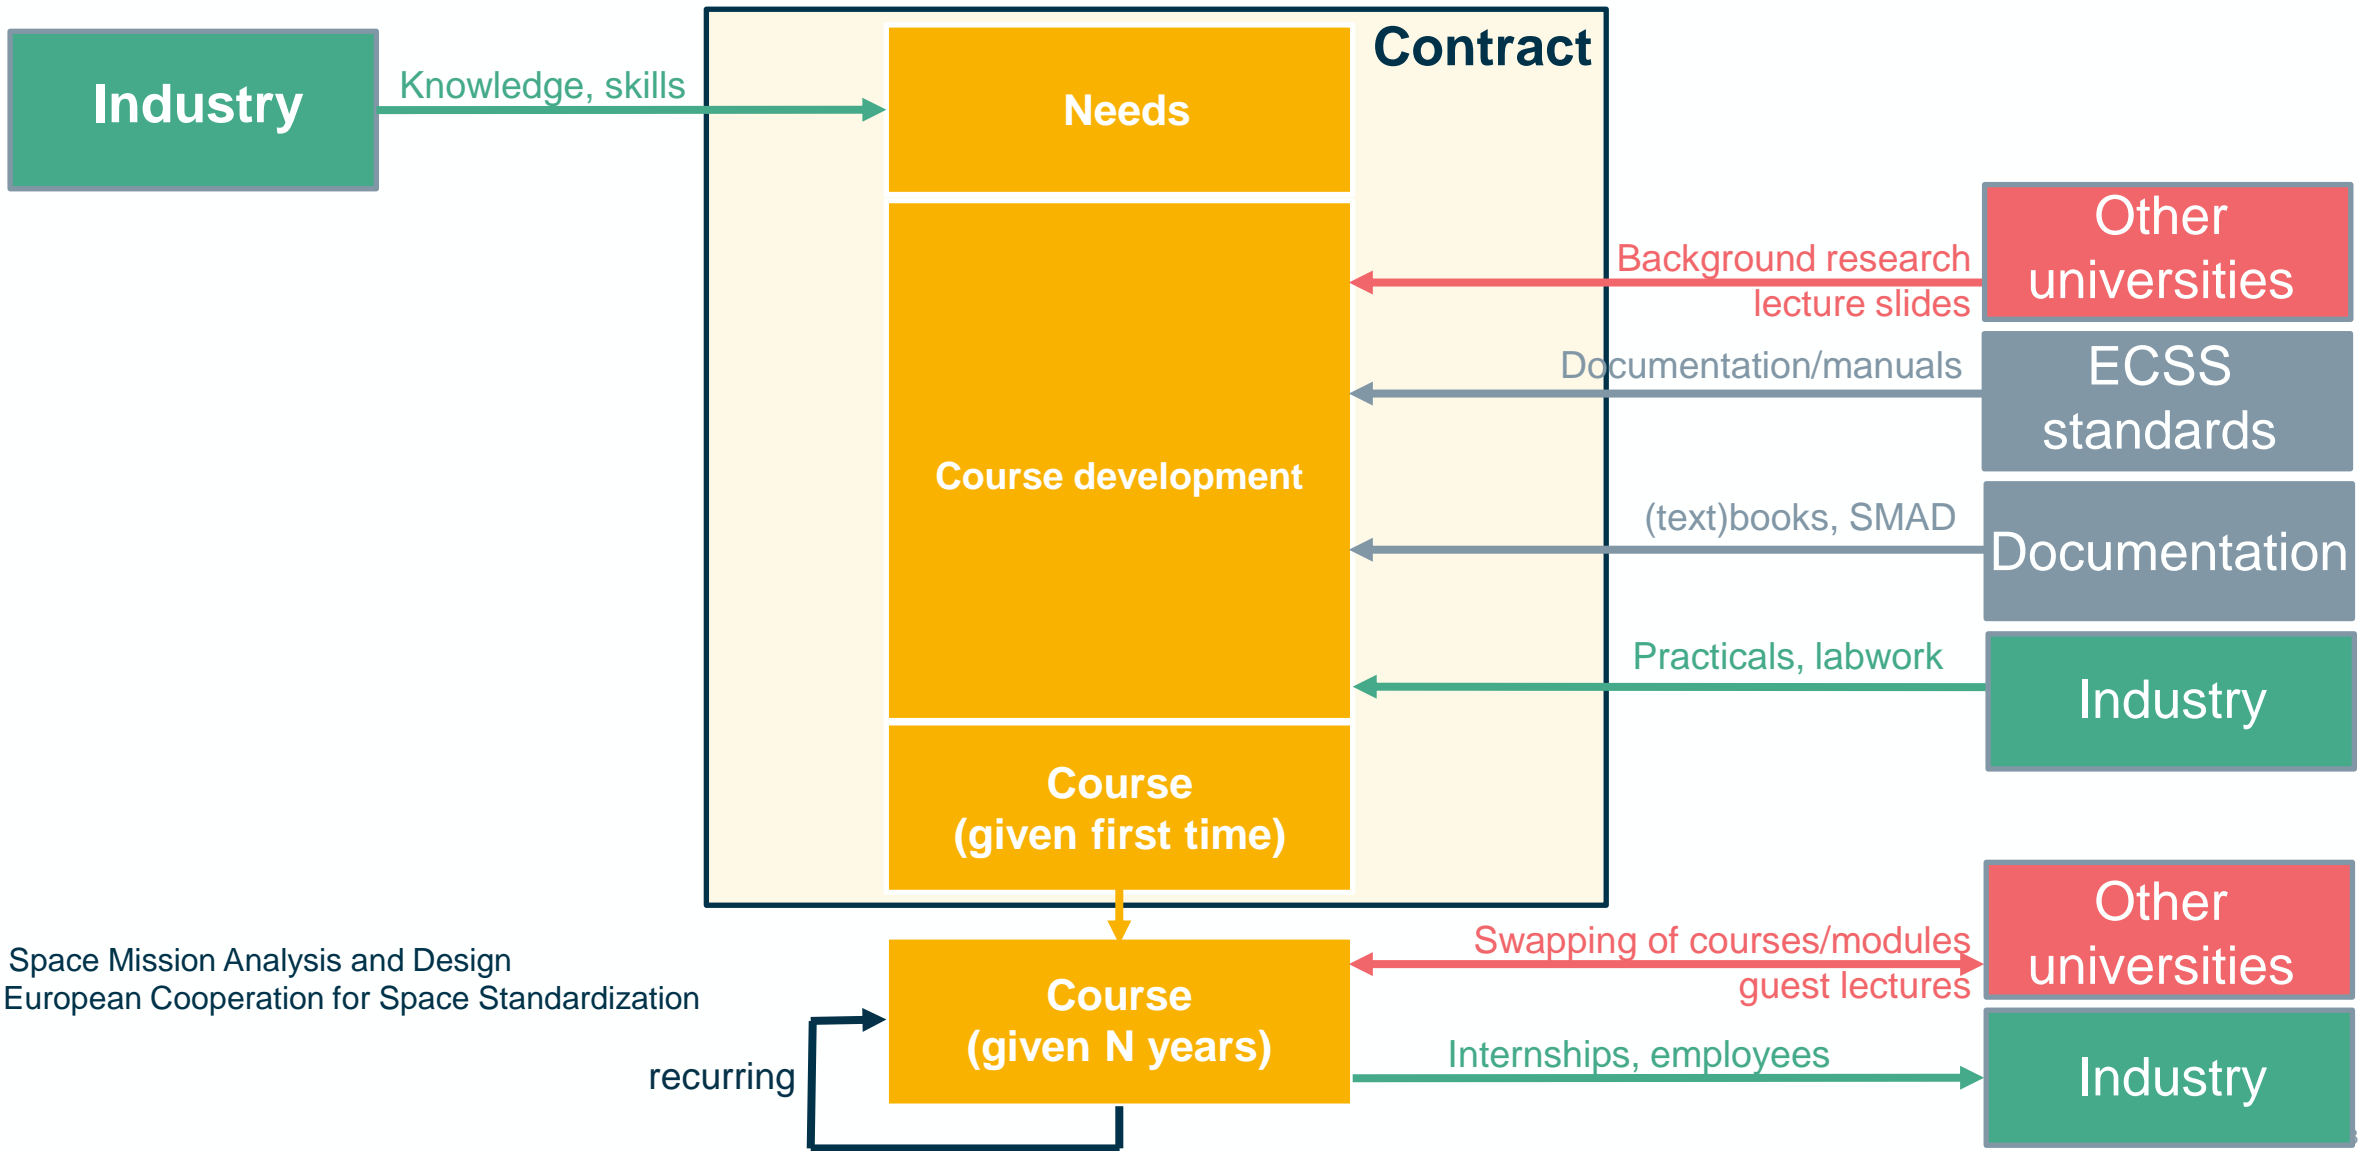 Contract
Industry
Knowledge, skills
Needs
Other
universities
Background research
lecture slides
Documentation/manuals
ECSS
standards
Course development
(text)books, SMAD
Documentation
Practicals, labwork
Industry
Course
(given first time)
Other
universities
Swapping of courses/modules
guest lectures
Space Mission Analysis and Design
European Cooperation for Space Standardization
Course
(given N years)
recurring
Internships, employees
Industry